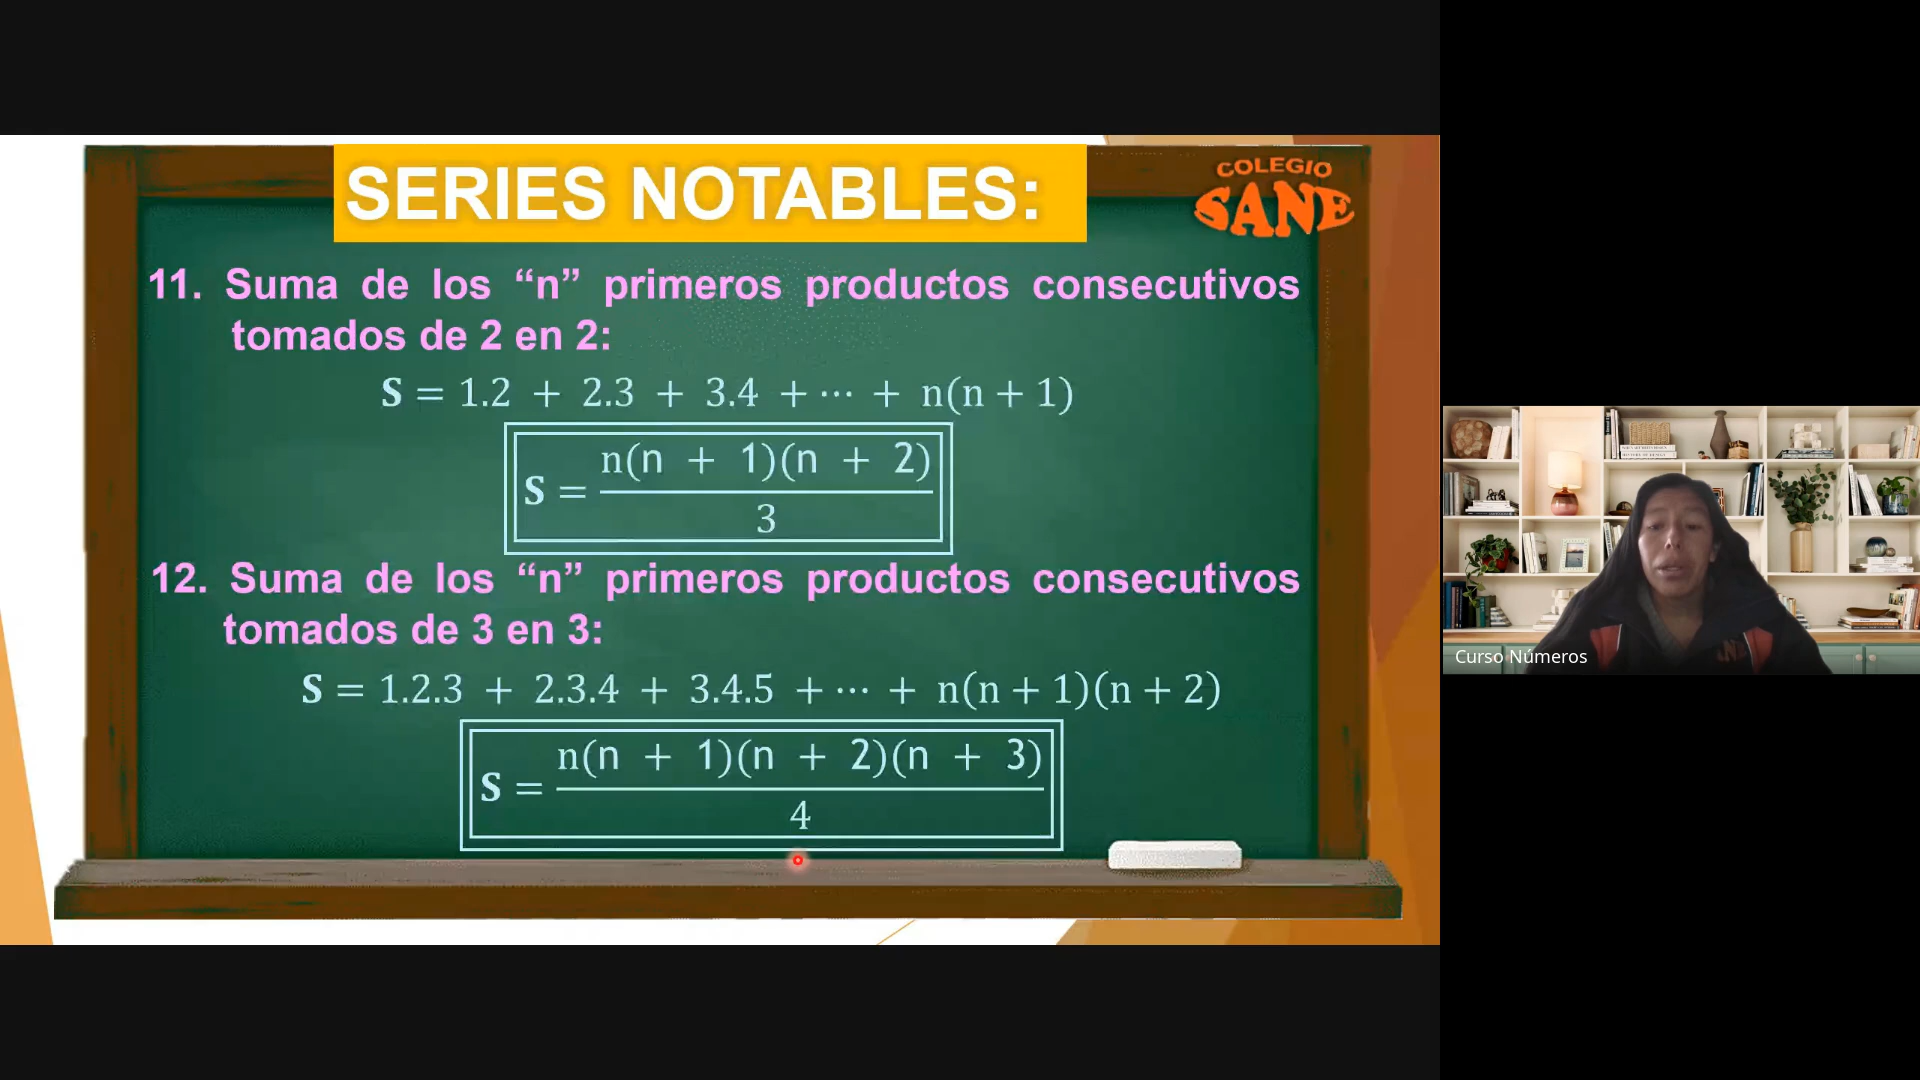 SERIES NOTABLES:
COLEGIO
SANE
11. Suma de los “n” primeros productos consecutivos
tomados de 2 en 2:
S = 1.2 + 2.3 + 3.4 + ⋯ + n(n + 1)
S = n(n + 1)(n + 2) / 3
12. Suma de los “n” primeros productos consecutivos
tomados de 3 en 3:
S = 1.2.3 + 2.3.4 + 3.4.5 + ⋯ + n(n + 1)(n + 2)
S = n(n + 1)(n + 2)(n + 3) / 4
Curso Números